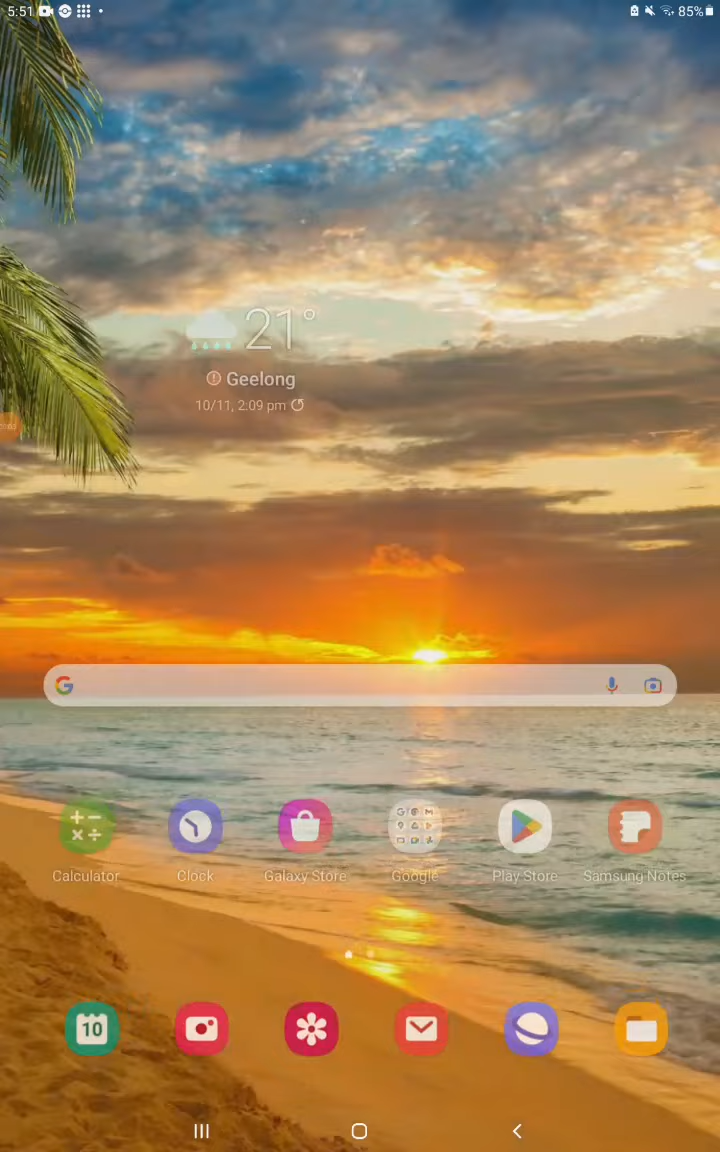 5:51
85%
21°
Geelong
10/11, 2:09 pm
Calculator
Clock
Galaxy Store
Google
Play Store
Samsung Notes
10